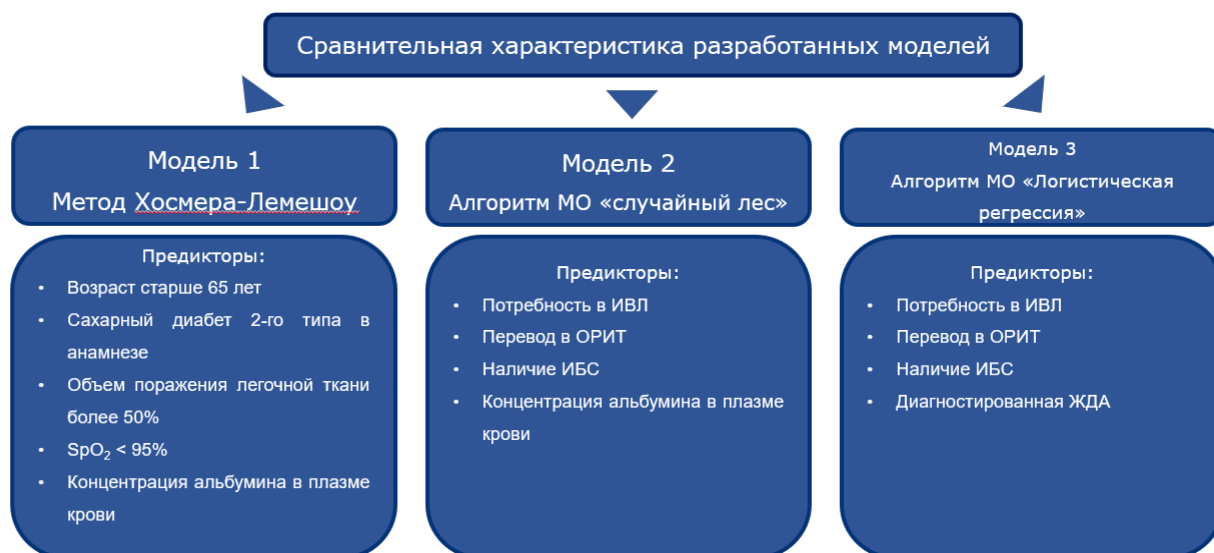 Сравнительная характеристика разработанных моделей
Модель 1
Метод Хосмера-Лемешоу
Предикторы:
• Возраст старше 65 лет
• Сахарный диабет 2-го типа в
анамнезе
• Объем поражения легочной ткани
более 50%
• SpO₂ < 95%
• Концентрация альбумина в плазме
крови
Модель 2
Алгоритм МО «случайный лес»
Предикторы:
• Потребность в ИВЛ
• Перевод в ОРИТ
• Наличие ИБС
• Концентрация альбумина в плазме
крови
Модель 3
Алгоритм МО «Логистическая
регрессия»
Предикторы:
• Потребность в ИВЛ
• Перевод в ОРИТ
• Наличие ИБС
• Диагностированная ЖДА